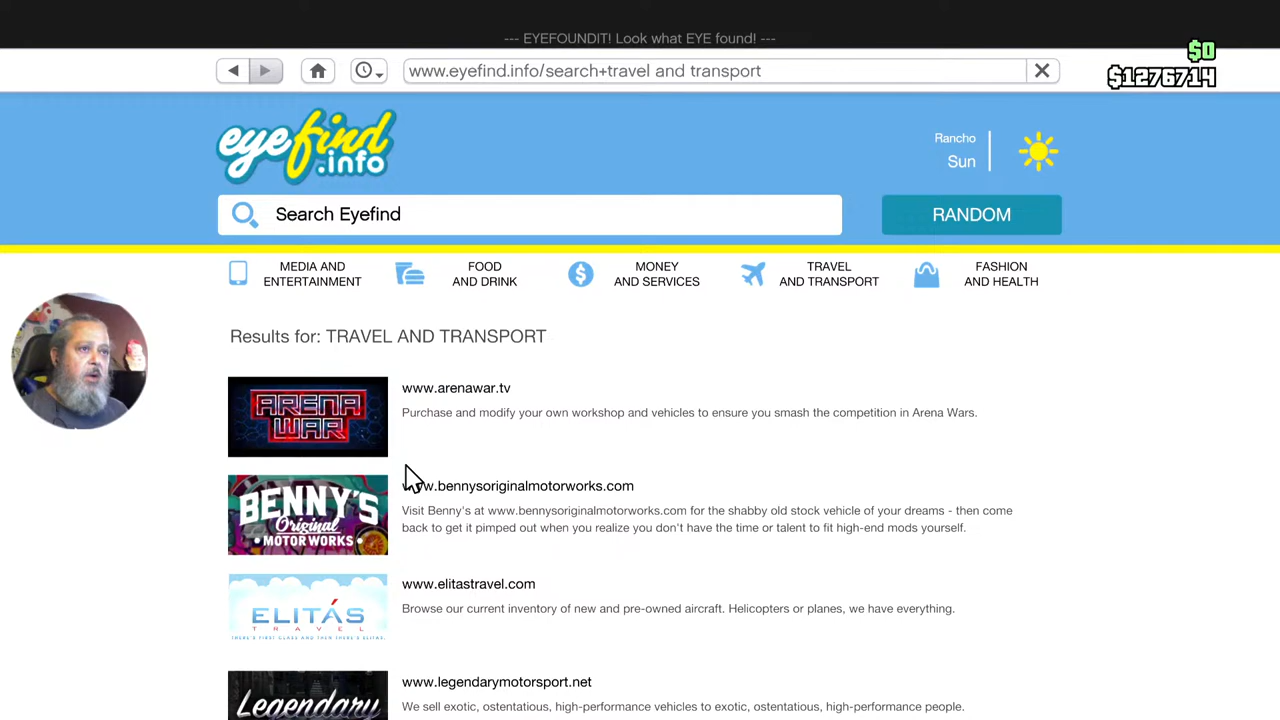 --- EYEFOUNDIT! Look what EYE found! ---
$0
$1276714
www.eyefind.info/search+travel and transport
eyefind
.info
Rancho
Sun
Search Eyefind
RANDOM
MEDIA AND
ENTERTAINMENT
FOOD
AND DRINK
MONEY
AND SERVICES
TRAVEL
AND TRANSPORT
FASHION
AND HEALTH
Results for: TRAVEL AND TRANSPORT
ARENA
WAR
www.arenawar.tv
Purchase and modify your own workshop and vehicles to ensure you smash the competition in Arena Wars.
BENNY'S
Original
MOTOR WORKS
www.bennysoriginalmotorworks.com
Visit Benny's at www.bennysoriginalmotorworks.com for the shabby old stock vehicle of your dreams - then come
back to get it pimped out when you realize you don't have the time or talent to fit high-end mods yourself.
ELITÁS
TRAVEL
THERE'S FIRST CLASS AND THEN THERE'S ELITAS.
www.elitastravel.com
Browse our current inventory of new and pre-owned aircraft. Helicopters or planes, we have everything.
Legendary
www.legendarymotorsport.net
We sell exotic, ostentatious, high-performance vehicles to exotic, ostentatious, high-performance people.